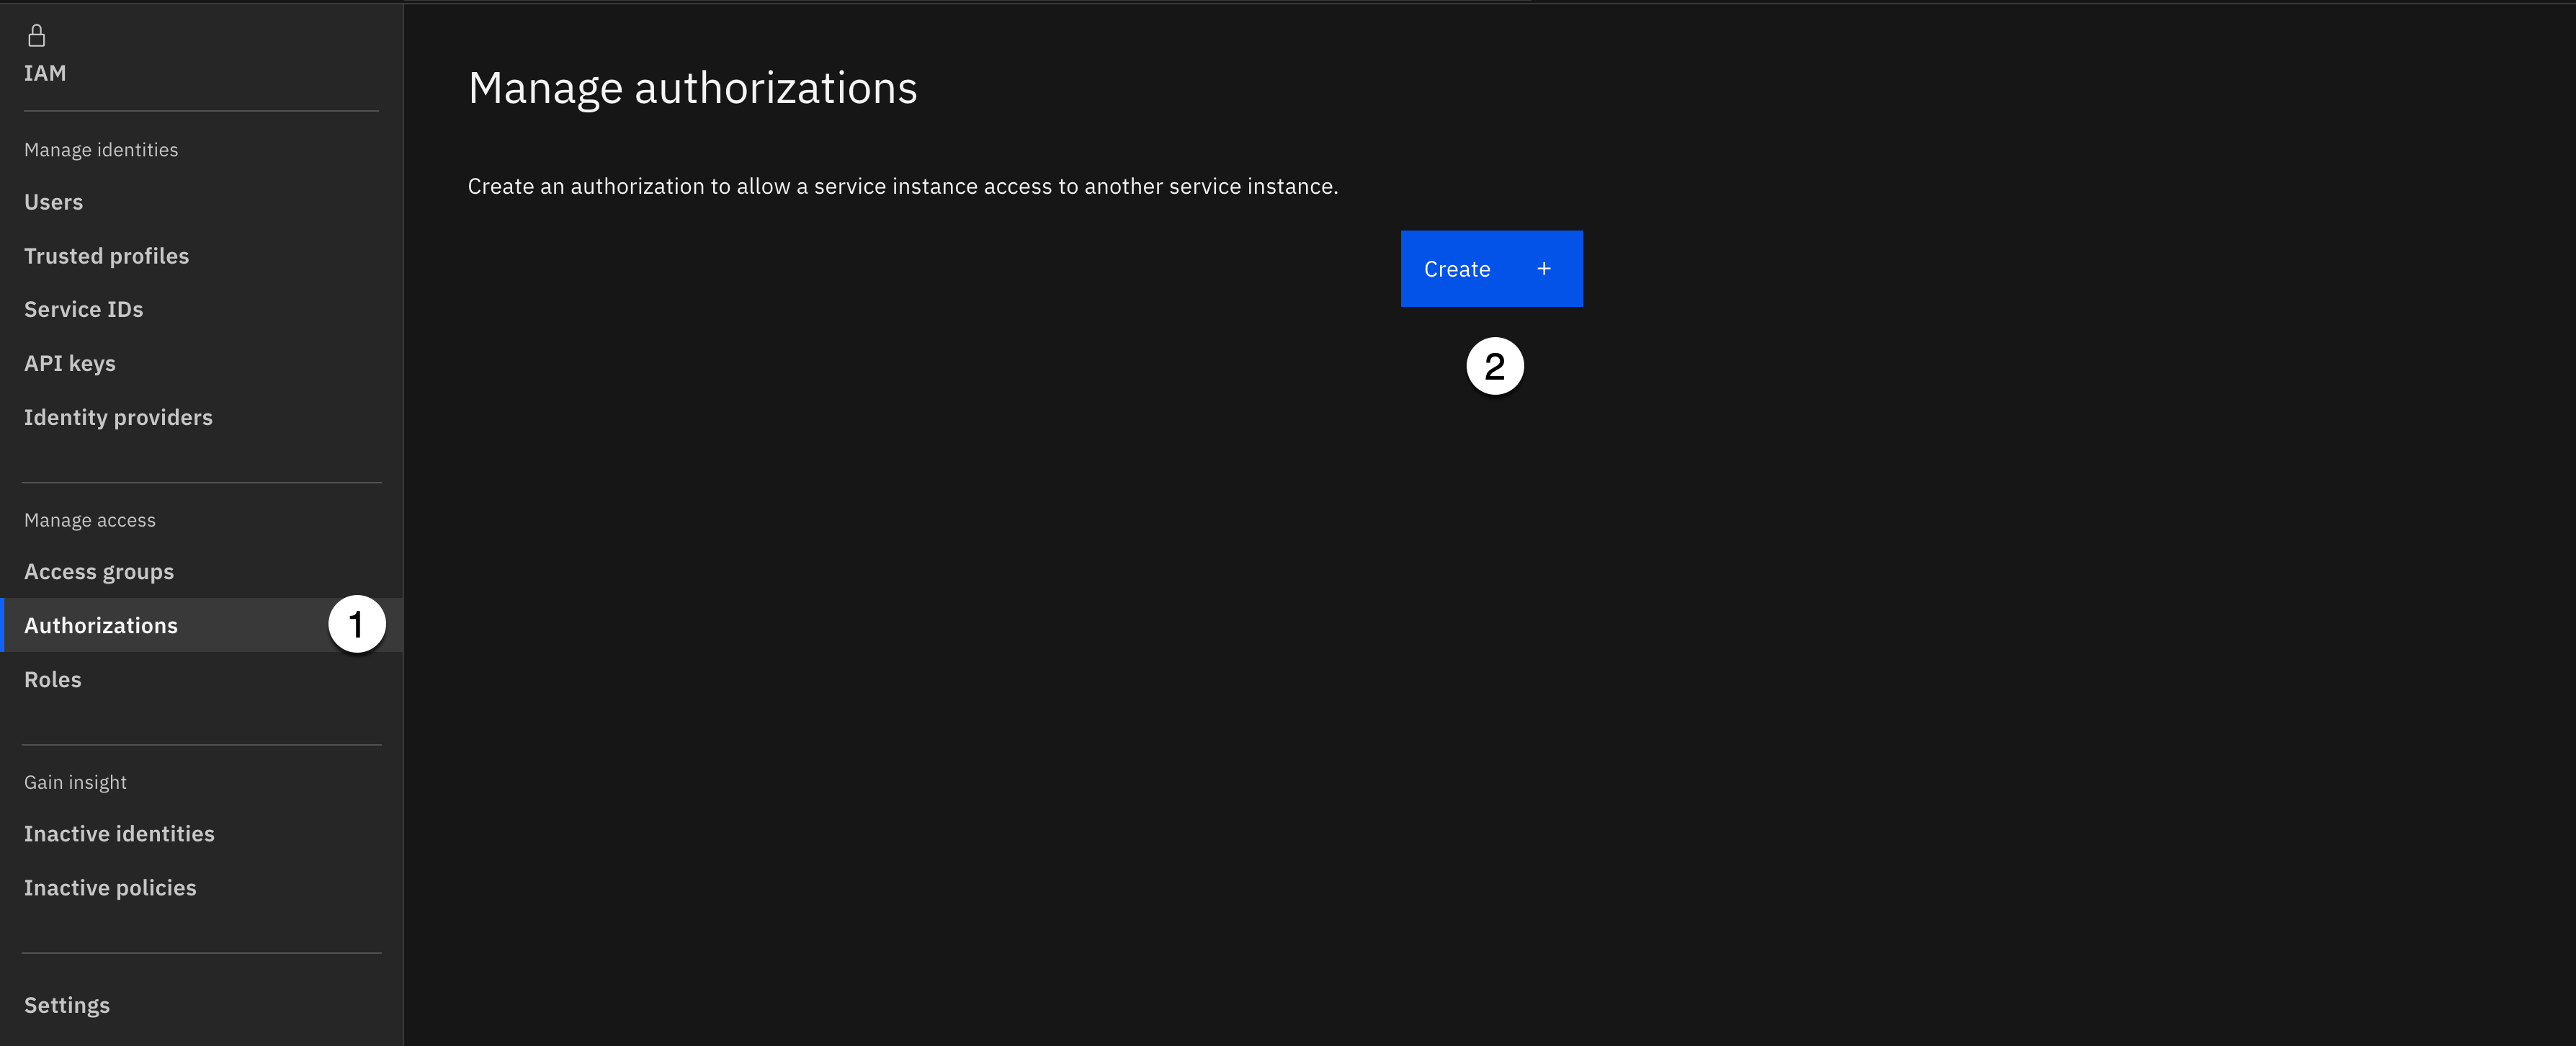 IAM
Manage identities
Users
Trusted profiles
Service IDs
API keys
Identity providers
Manage access
Access groups
Authorizations
1
Roles
Gain insight
Inactive identities
Inactive policies
Settings
Manage authorizations
Create an authorization to allow a service instance access to another service instance.
Create +
2